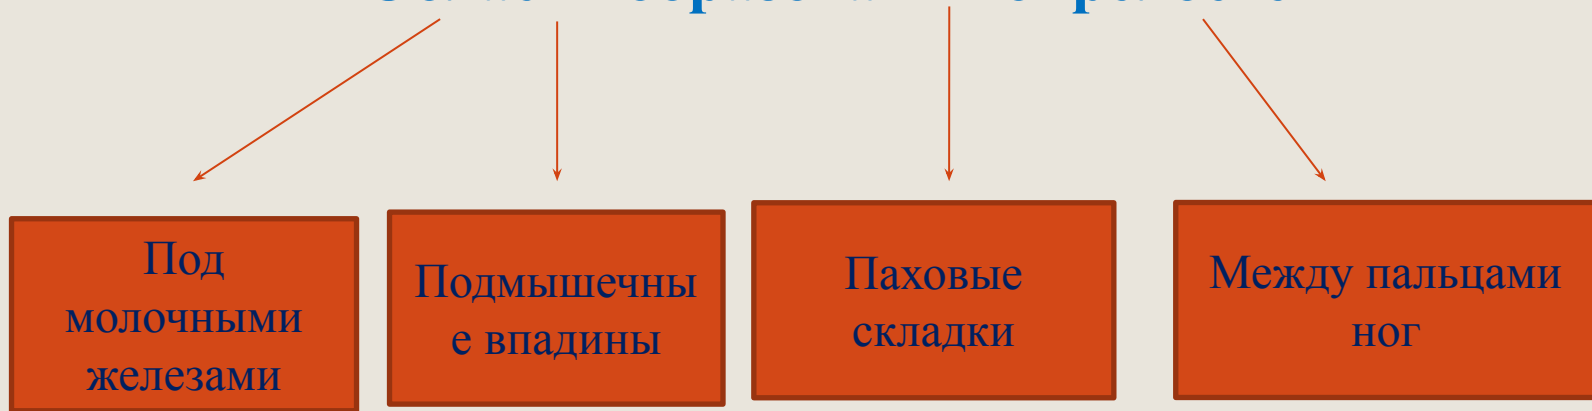 Под
молочными
железами
Подмышечны
е впадины
Паховые
складки
Между пальцами
ног